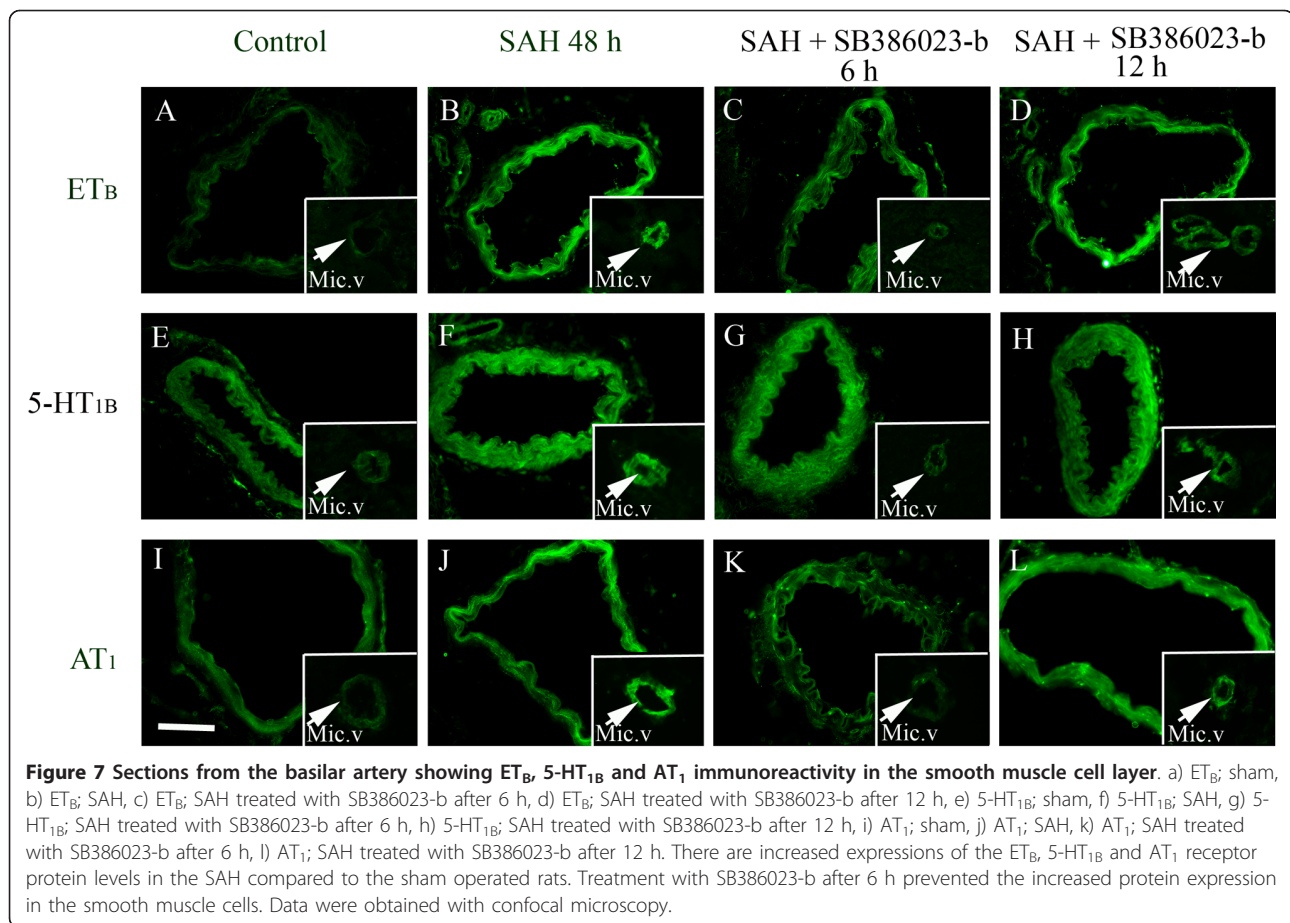 Control
SAH 48 h
SAH + SB386023-b
6 h
SAH + SB386023-b
12 h
ETB
A
Mic.v
B
Mic.v
C
Mic.v
D
Mic.v
5-HT1B
E
Mic.v
F
Mic.v
G
Mic.v
H
Mic.v
AT1
I
Mic.v
J
Mic.v
K
Mic.v
L
Mic.v
Figure 7 Sections from the basilar artery showing ETB, 5-HT1B and AT1 immunoreactivity in the smooth muscle cell layer. a) ETB; sham,
b) ETB; SAH, c) ETB; SAH treated with SB386023-b after 6 h, d) ETB; SAH treated with SB386023-b after 12 h, e) 5-HT1B; sham, f) 5-HT1B; SAH, g) 5-
HT1B; SAH treated with SB386023-b after 6 h, h) 5-HT1B; SAH treated with SB386023-b after 12 h, i) AT1; sham, j) AT1; SAH, k) AT1; SAH treated
with SB386023-b after 6 h, l) AT1; SAH treated with SB386023-b after 12 h. There are increased expressions of the ETB, 5-HT1B and AT1 receptor
protein levels in the SAH compared to the sham operated rats. Treatment with SB386023-b after 6 h prevented the increased protein expression
in the smooth muscle cells. Data were obtained with confocal microscopy.